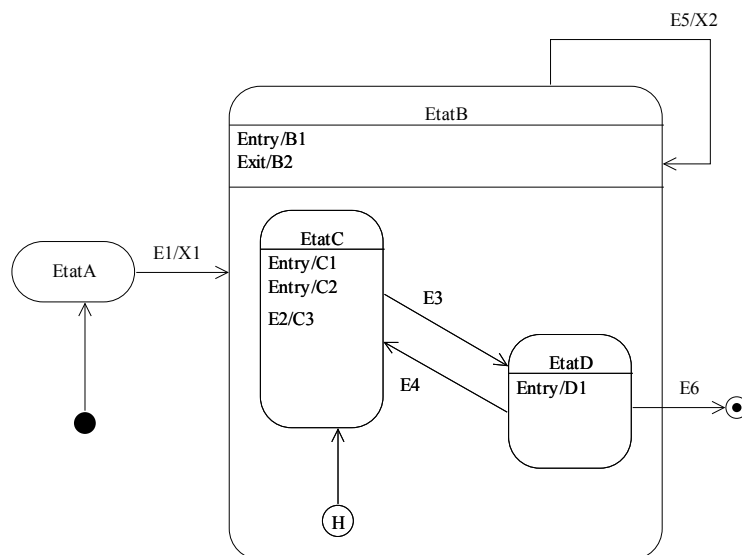 E5/X2
EtatB
Entry/B1
Exit/B2
EtatC
Entry/C1
Entry/C2
E2/C3
E1/X1
EtatA
E3
EtatD
Entry/D1
E4
E6
H